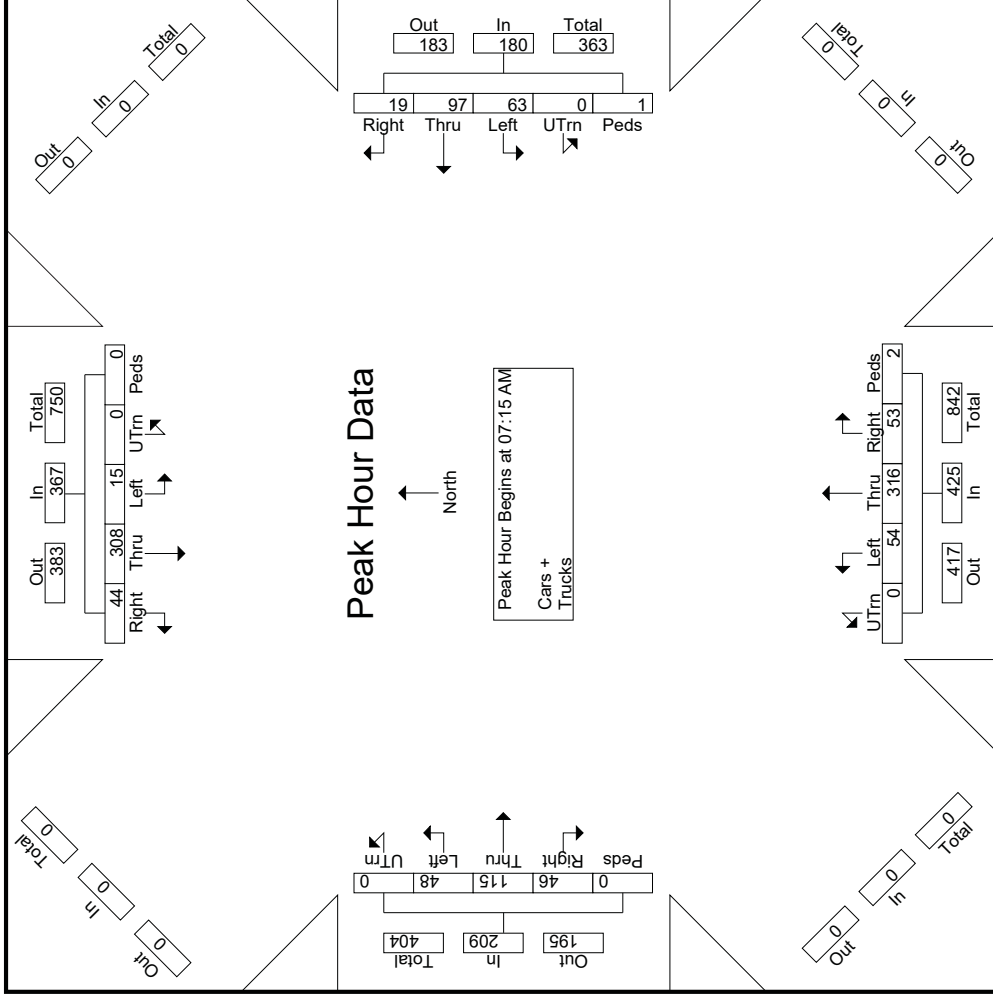 Out In Total
183 180 363
19 97 63 0 1
Right Thru Left UTrn Peds
Total
0
In
0
Out
0
Total
0
In
0
Out
0
Total
750
In
367
Out
383
0 0 15 308 44
Peds UTrn Left Thru Right
Peak Hour Data
North
Peak Hour Begins at 07:15 AM
Cars +
Trucks
Peds Right Thru Left UTrn
2 53 316 54 0
842
Total
425
In
417
Out
UTrn Left Thru Right Peds
0 48 115 46 0
404 209 195
Total In Out
Total
0
In
0
Out
0
Total
0
In
0
Out
0